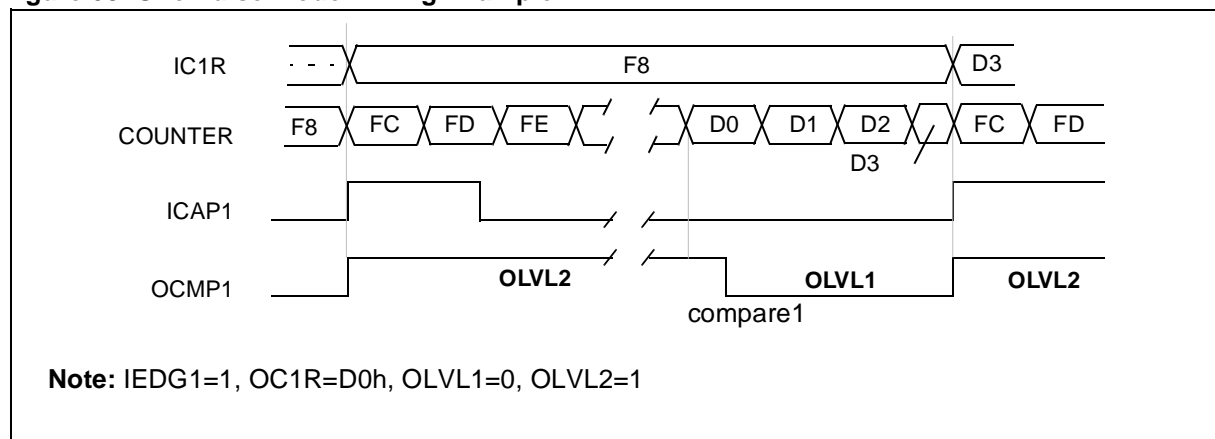 IC1R - - - F8 D3
COUNTER F8 FC FD FE D0 D1 D2 FC FD
D3
ICAP1
OCMP1 OLVL2 OLVL1 OLVL2
compare1
Note: IEDG1=1, OC1R=D0h, OLVL1=0, OLVL2=1